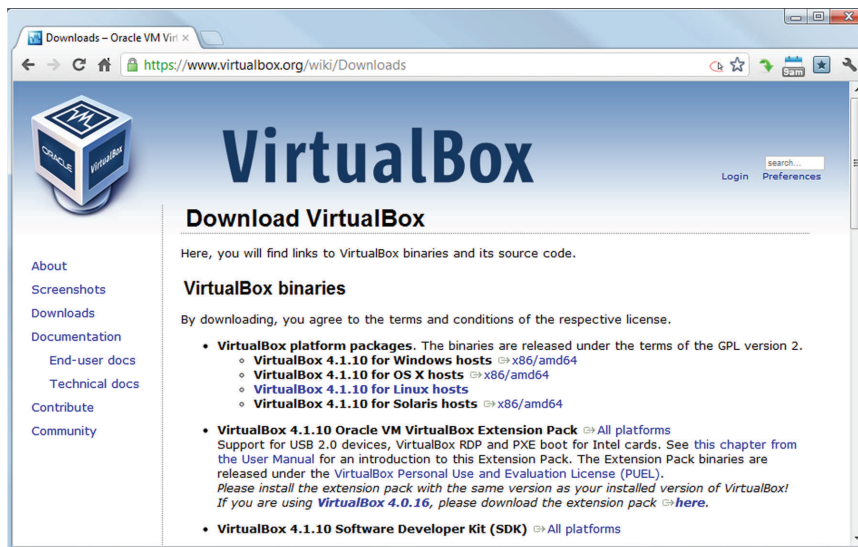 Downloads – Oracle VM Virt
https://www.virtualbox.org/wiki/Downloads
Sam
ORACLE
VirtualBox
VirtualBox
search...
Login Preferences
About
Screenshots
Downloads
Documentation
End-user docs
Technical docs
Contribute
Community
Download VirtualBox
Here, you will find links to VirtualBox binaries and its source code.
VirtualBox binaries
By downloading, you agree to the terms and conditions of the respective license.
• VirtualBox platform packages. The binaries are released under the terms of the GPL version 2.
◦ VirtualBox 4.1.10 for Windows hosts x86/amd64
◦ VirtualBox 4.1.10 for OS X hosts x86/amd64
◦ VirtualBox 4.1.10 for Linux hosts
◦ VirtualBox 4.1.10 for Solaris hosts x86/amd64
• VirtualBox 4.1.10 Oracle VM VirtualBox Extension Pack All platforms
Support for USB 2.0 devices, VirtualBox RDP and PXE boot for Intel cards. See this chapter from
the User Manual for an introduction to this Extension Pack. The Extension Pack binaries are
released under the VirtualBox Personal Use and Evaluation License (PUEL).
Please install the extension pack with the same version as your installed version of VirtualBox!
If you are using VirtualBox 4.0.16, please download the extension pack here.
• VirtualBox 4.1.10 Software Developer Kit (SDK) All platforms